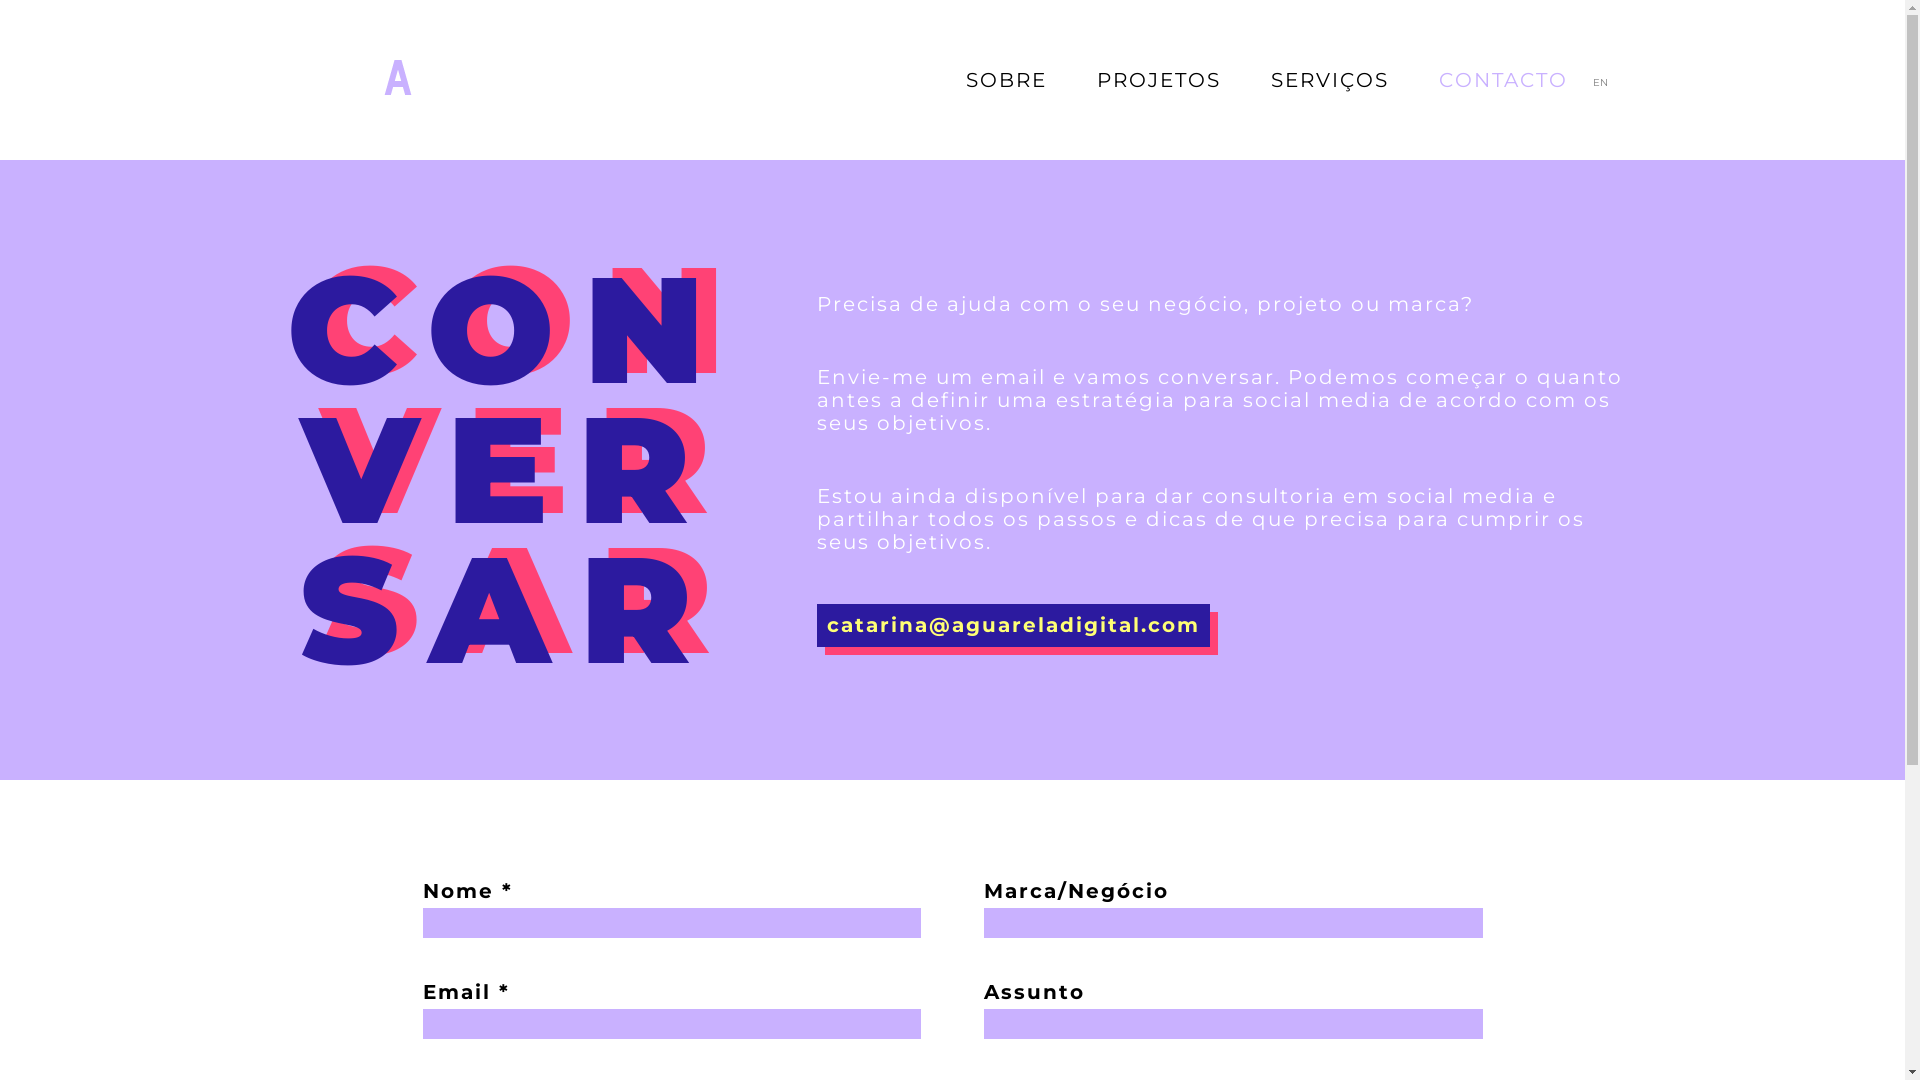 A
SOBRE
PROJETOS
SERVIÇOS
CONTACTO
EN
CON
VER
SAR
Precisa de ajuda com o seu negócio, projeto ou marca?
Envie-me um email e vamos conversar. Podemos começar o quanto
antes a definir uma estratégia para social media de acordo com os
seus objetivos.
Estou ainda disponível para dar consultoria em social media e
partilhar todos os passos e dicas de que precisa para cumprir os
seus objetivos.
catarina@aguareladigital.com
Nome *
Marca/Negócio
Email *
Assunto